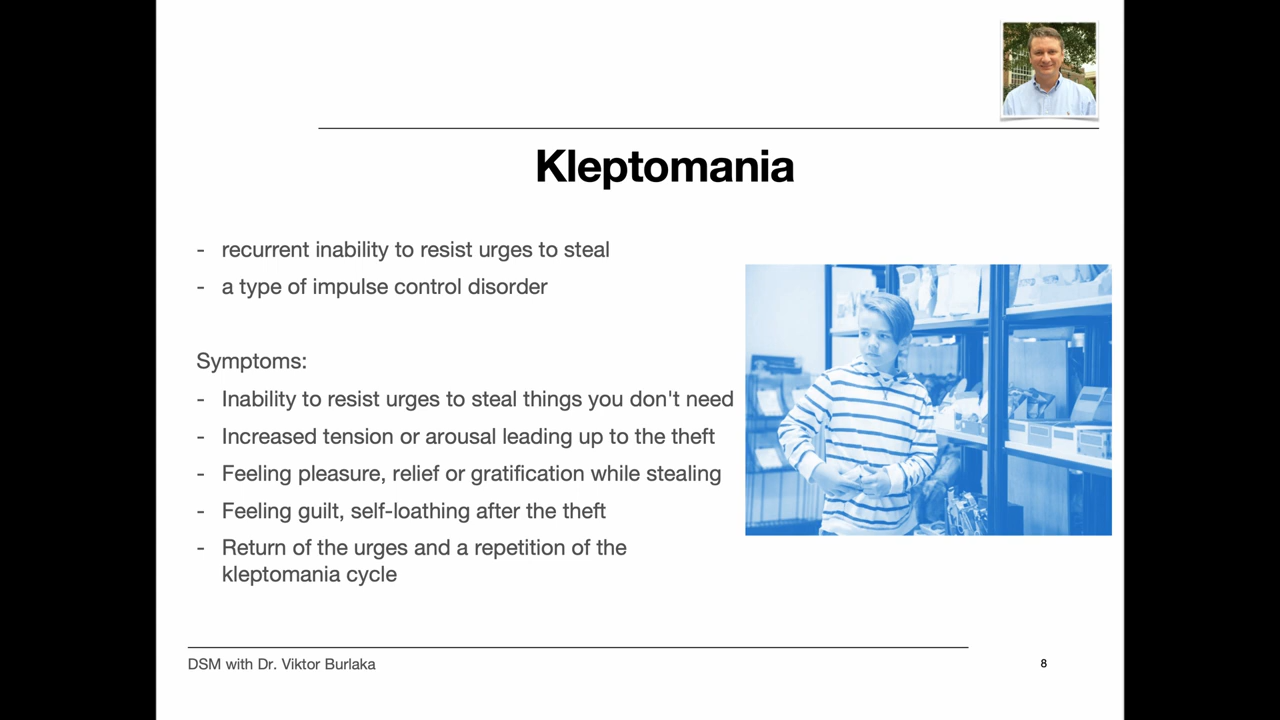 Kleptomania
- recurrent inability to resist urges to steal
- a type of impulse control disorder
Symptoms:
- Inability to resist urges to steal things you don't need
- Increased tension or arousal leading up to the theft
- Feeling pleasure, relief or gratification while stealing
- Feeling guilt, self-loathing after the theft
- Return of the urges and a repetition of the
kleptomania cycle
DSM with Dr. Viktor Burlaka
8